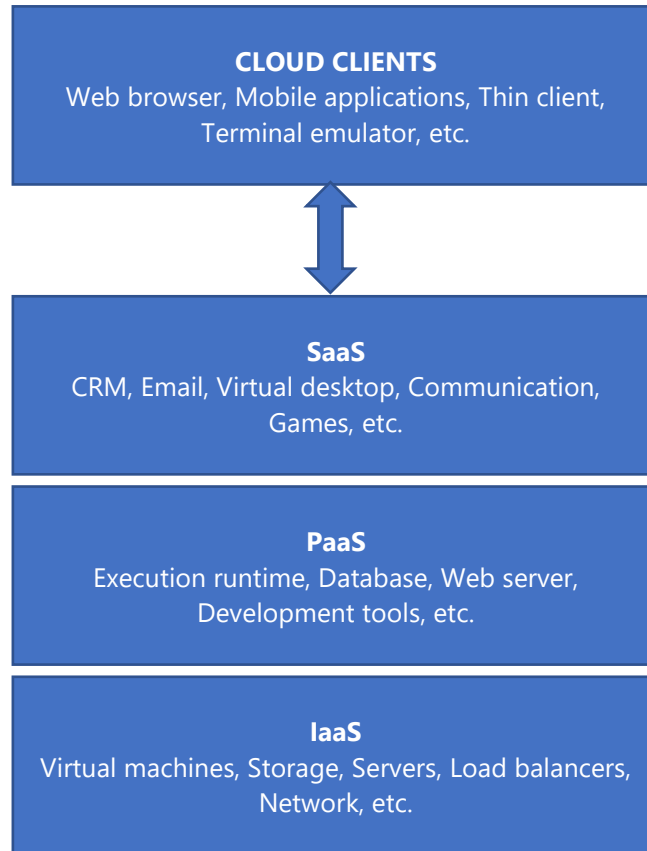 CLOUD CLIENTS
Web browser, Mobile applications, Thin client,
Terminal emulator, etc.
SaaS
CRM, Email, Virtual desktop, Communication,
Games, etc.
PaaS
Execution runtime, Database, Web server,
Development tools, etc.
IaaS
Virtual machines, Storage, Servers, Load balancers,
Network, etc.